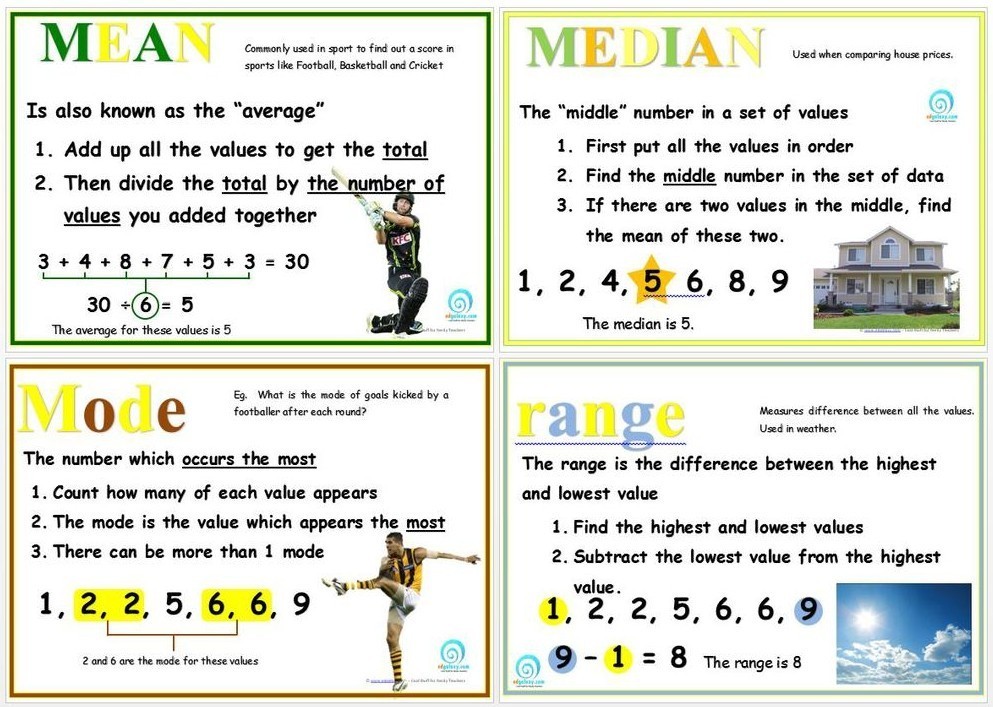 MEAN
Commonly used in sport to find out a score in
sports like Football, Basketball and Cricket
Is also known as the “average”
1. Add up all the values to get the total
2. Then divide the total by the number of
values you added together
KFC
3 + 4 + 8 + 7 + 5 + 3 = 30
30 ÷ 6 = 5
The average for these values is 5
edgalaxy.com
MEDIAN
Used when comparing house prices.
edgalaxy.com
The “middle” number in a set of values
1. First put all the values in order
2. Find the middle number in the set of data
3. If there are two values in the middle, find
the mean of these two.
1, 2, 4, 5 6, 8, 9
The median is 5.
Mode
Eg. What is the mode of goals kicked by a
footballer after each round?
The number which occurs the most
1. Count how many of each value appears
2. The mode is the value which appears the most
3. There can be more than 1 mode
1, 2, 2, 5, 6, 6, 9
2 and 6 are the mode for these values
edgalaxy.com
range
Measures difference between all the values.
Used in weather.
The range is the difference between the highest
and lowest value
1. Find the highest and lowest values
2. Subtract the lowest value from the highest
value.
1, 2, 2, 5, 6, 6, 9
9 - 1 = 8 The range is 8
edgalaxy.com